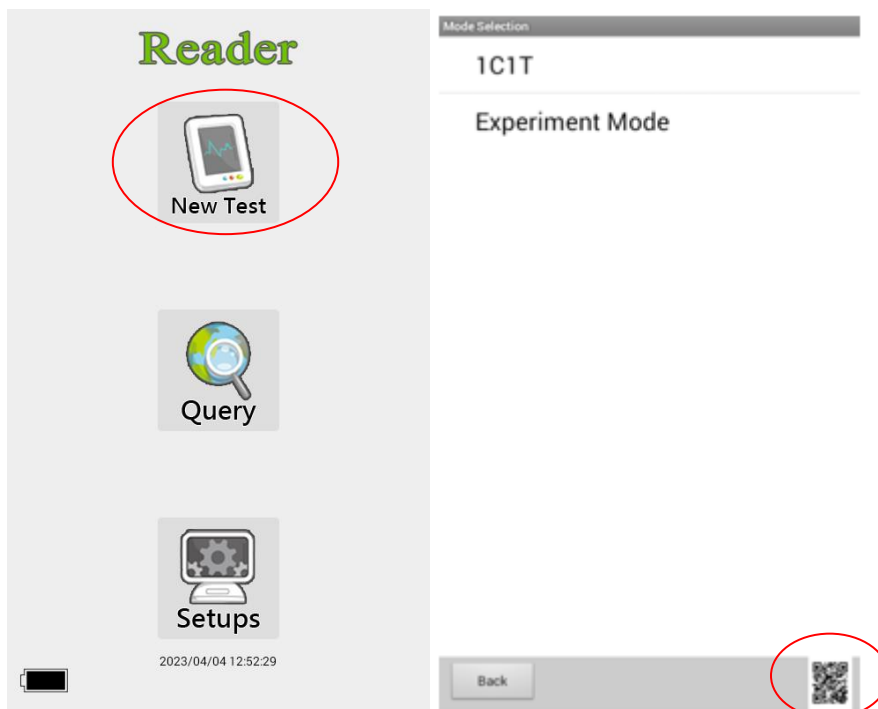 Reader
New Test
Query
Setups
2023/04/04 12:52:29
Mode Selection
1C1T
Experiment Mode
Back